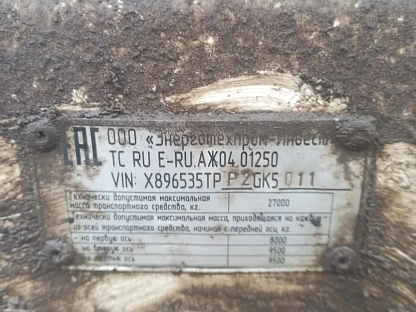 EAC ООО «Энерготехпром-Инвест»
ТС RU E-RU.АЖ04.01250
VIN: X896535TP P2GK5 011
Технически допустимая максимальная
масса транспортного средства, кг. 27000
Технически допустимая максимальная масса, приходящаяся на каждую
из осей транспортного средства, начиная с передней оси, кг.
- на первую ось 8000
- на вторую ось 9500
- на третью ось 9500